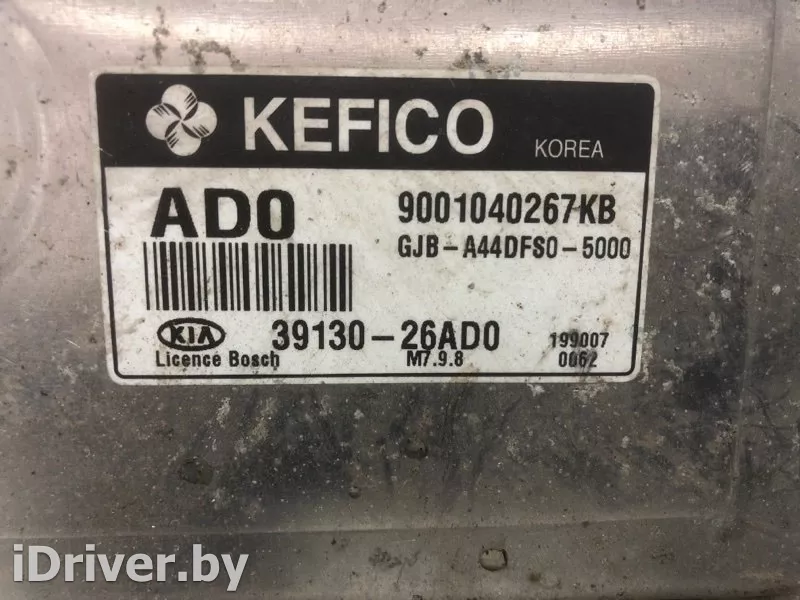 KEFICO KOREA
AD0 9001040267KB
GJB-A44DFS0-5000
KIA 39130-26AD0 199007
Licence Bosch M7.9.8 0062
iDriver.by